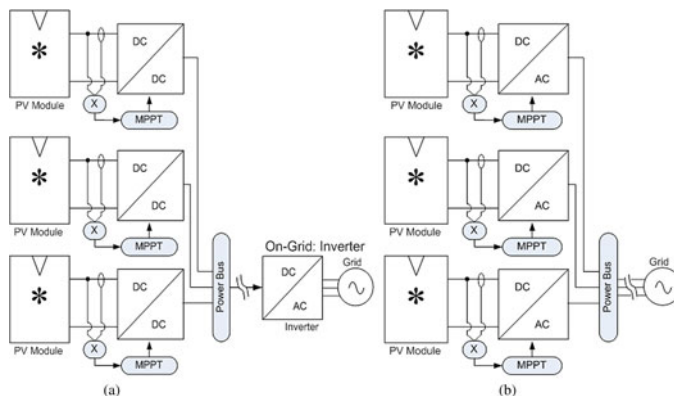 DC
DC
PV Module
X
MPPT
DC
DC
PV Module
X
MPPT
DC
DC
PV Module
X
MPPT
Power Bus
On-Grid: Inverter
DC
AC
Inverter
Grid
(a)
DC
AC
PV Module
X
MPPT
DC
AC
PV Module
X
MPPT
DC
AC
PV Module
X
MPPT
Power Bus
Grid
(b)